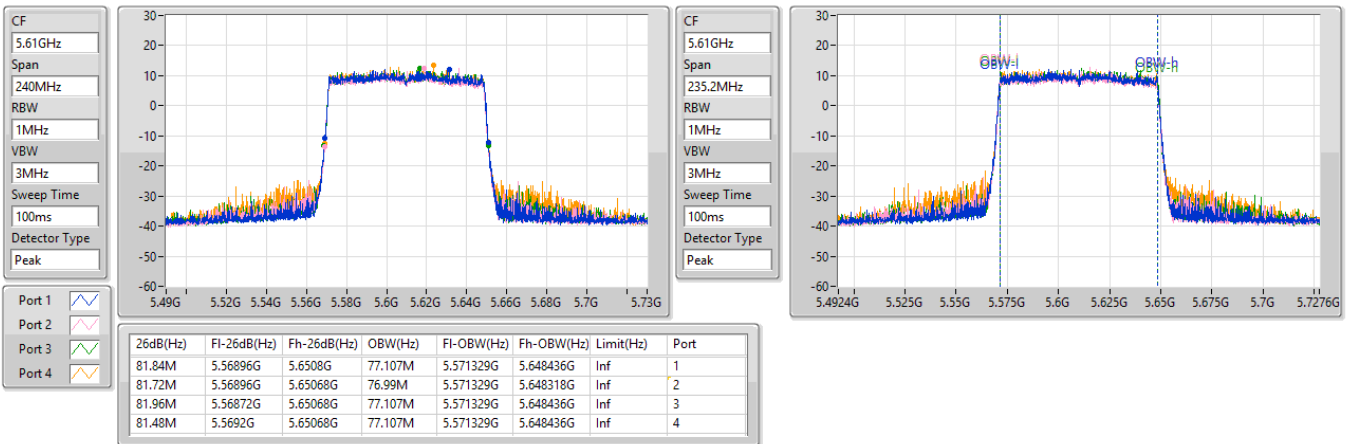 CF
5.61GHz
Span
240MHz
RBW
1MHz
VBW
3MHz
Sweep Time
100ms
Detector Type
Peak
30
20
10
0
-10
-20
-30
-40
-50
-60
5.49G 5.52G 5.54G 5.56G 5.58G 5.6G 5.62G 5.64G 5.66G 5.68G 5.7G 5.73G
CF
5.61GHz
Span
235.2MHz
RBW
1MHz
VBW
3MHz
Sweep Time
100ms
Detector Type
Peak
30
20
10
0
-10
-20
-30
-40
-50
-60
OBW-l OBW-h
5.4924G 5.525G 5.55G 5.575G 5.6G 5.625G 5.65G 5.675G 5.7G 5.7276G
Port 1
Port 2
Port 3
Port 4
26dB(Hz) Fl-26dB(Hz) Fh-26dB(Hz) OBW(Hz) Fl-OBW(Hz) Fh-OBW(Hz) Limit(Hz) Port
81.84M 5.56896G 5.6508G 77.107M 5.571329G 5.648436G Inf 1
81.72M 5.56896G 5.65068G 76.99M 5.571329G 5.648318G Inf 2
81.96M 5.56872G 5.65068G 77.107M 5.571329G 5.648436G Inf 3
81.48M 5.5692G 5.65068G 77.107M 5.571329G 5.648436G Inf 4